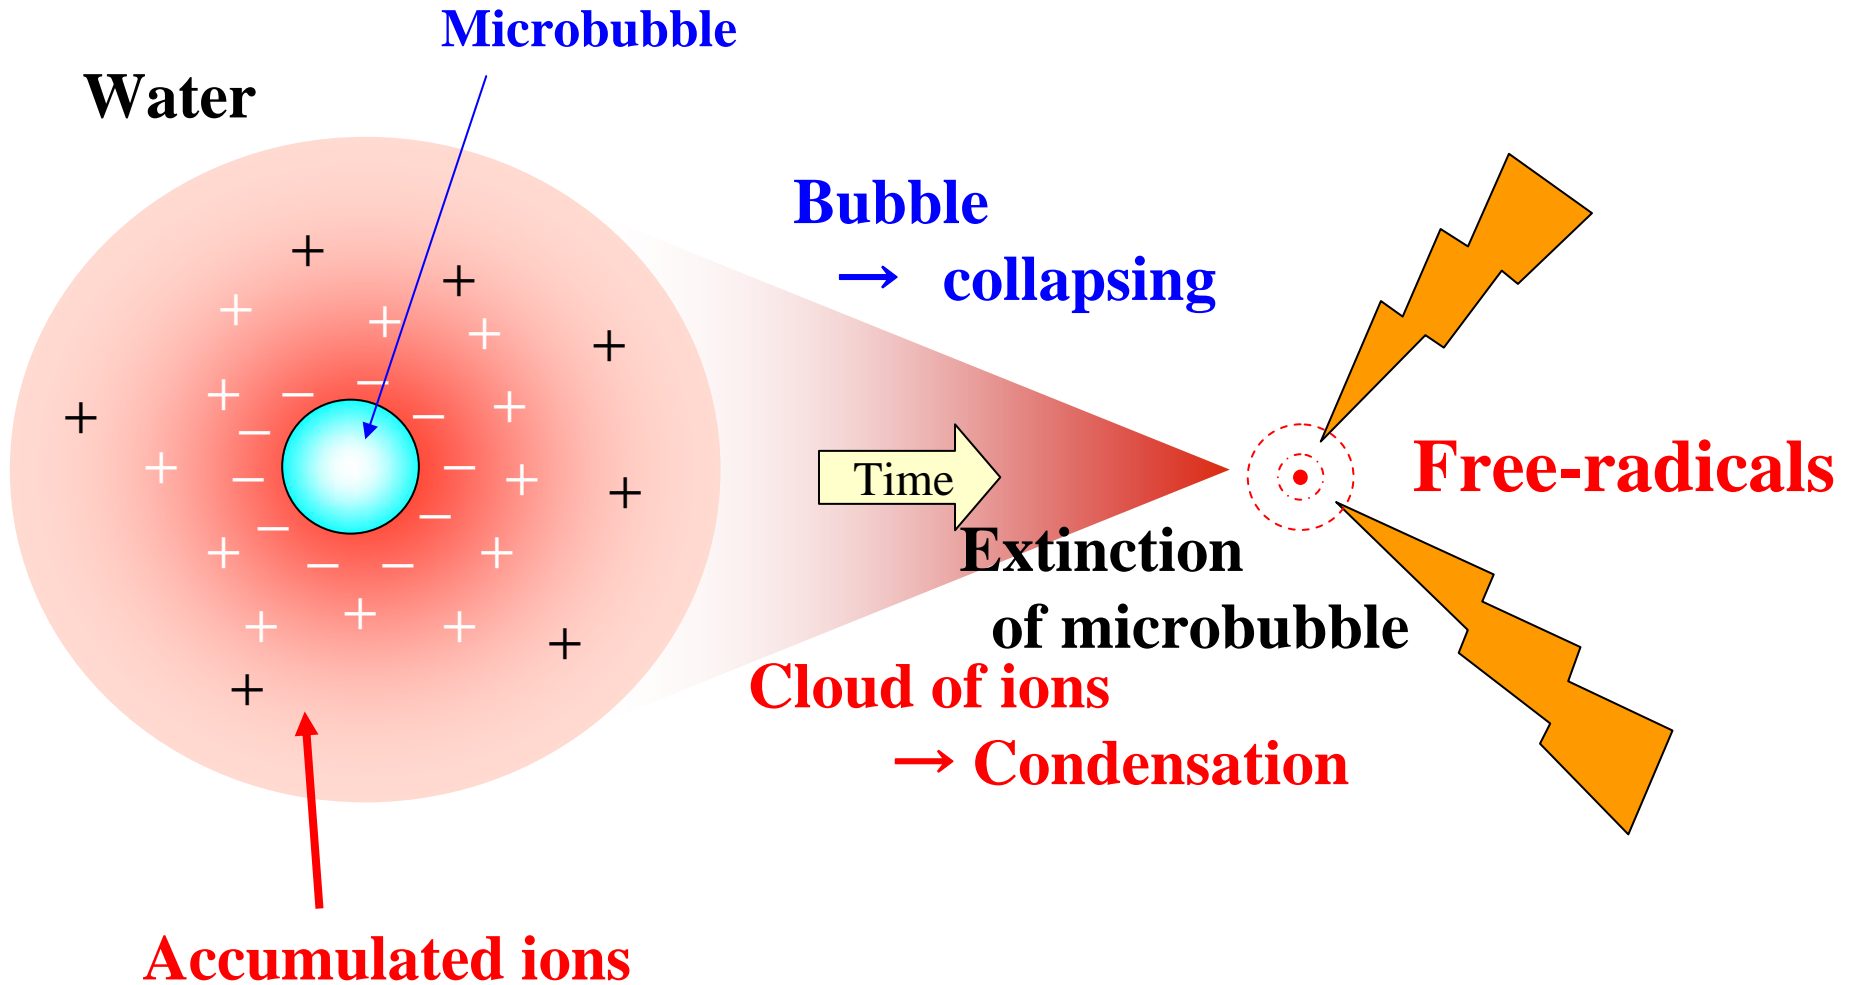 Microbubble
Water
Bubble
→ collapsing
Time
Free-radicals
Extinction
of microbubble
Cloud of ions
→ Condensation
Accumulated ions